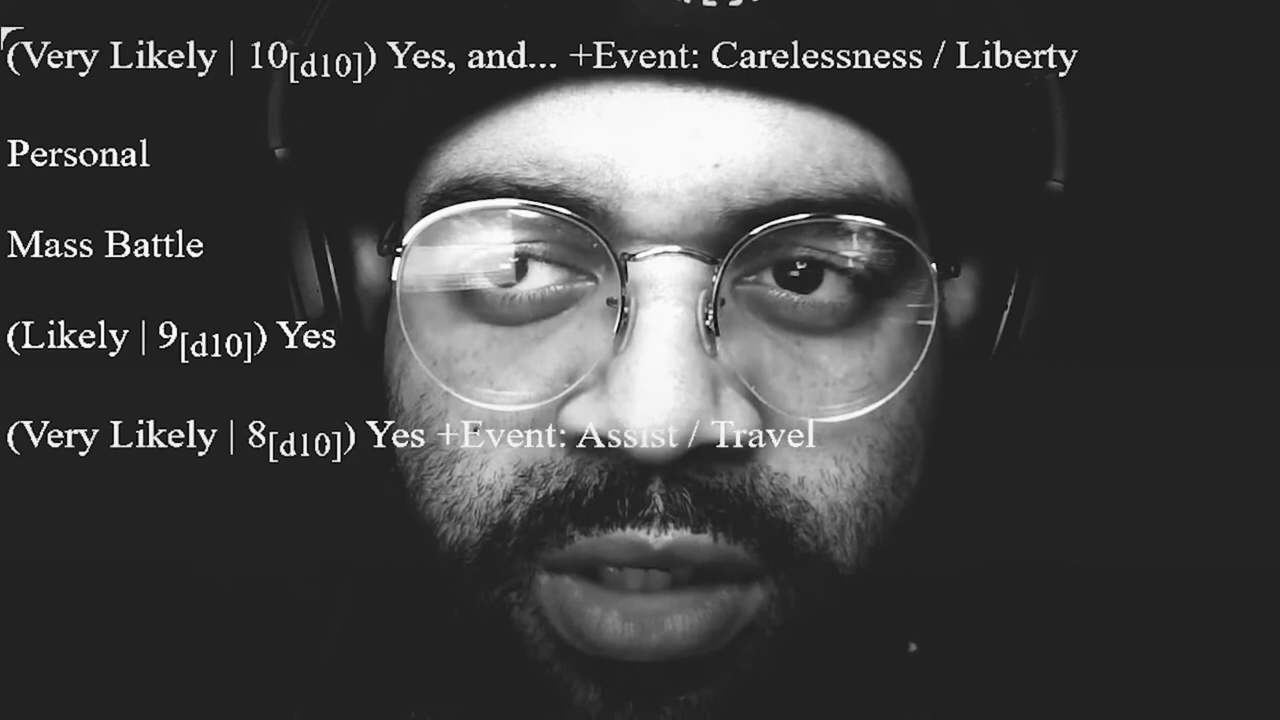 (Very Likely | 10[d10]) Yes, and... +Event: Carelessness / Liberty
Personal
Mass Battle
(Likely | 9[d10]) Yes
(Very Likely | 8[d10]) Yes +Event: Assist / Travel